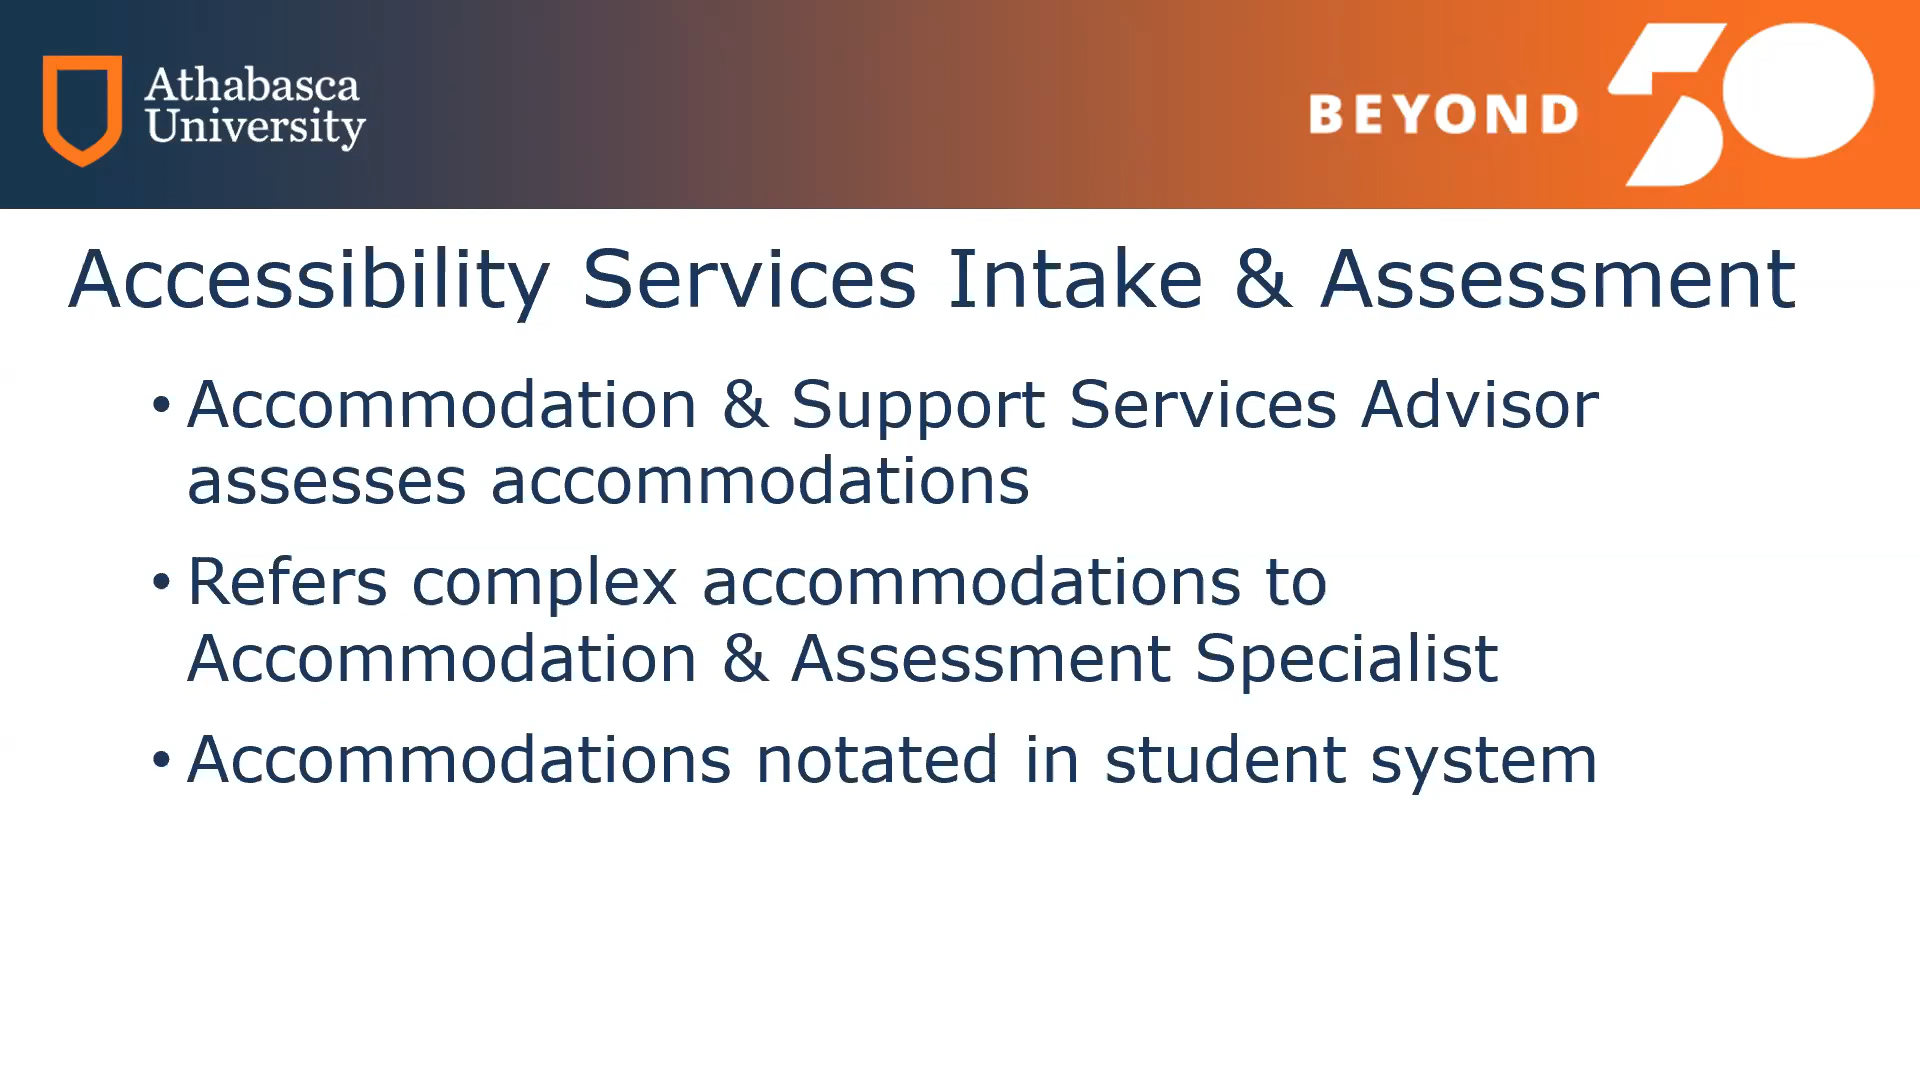 Athabasca
University
BEYOND 50
Accessibility Services Intake & Assessment
• Accommodation & Support Services Advisor
assesses accommodations
• Refers complex accommodations to
Accommodation & Assessment Specialist
• Accommodations notated in student system